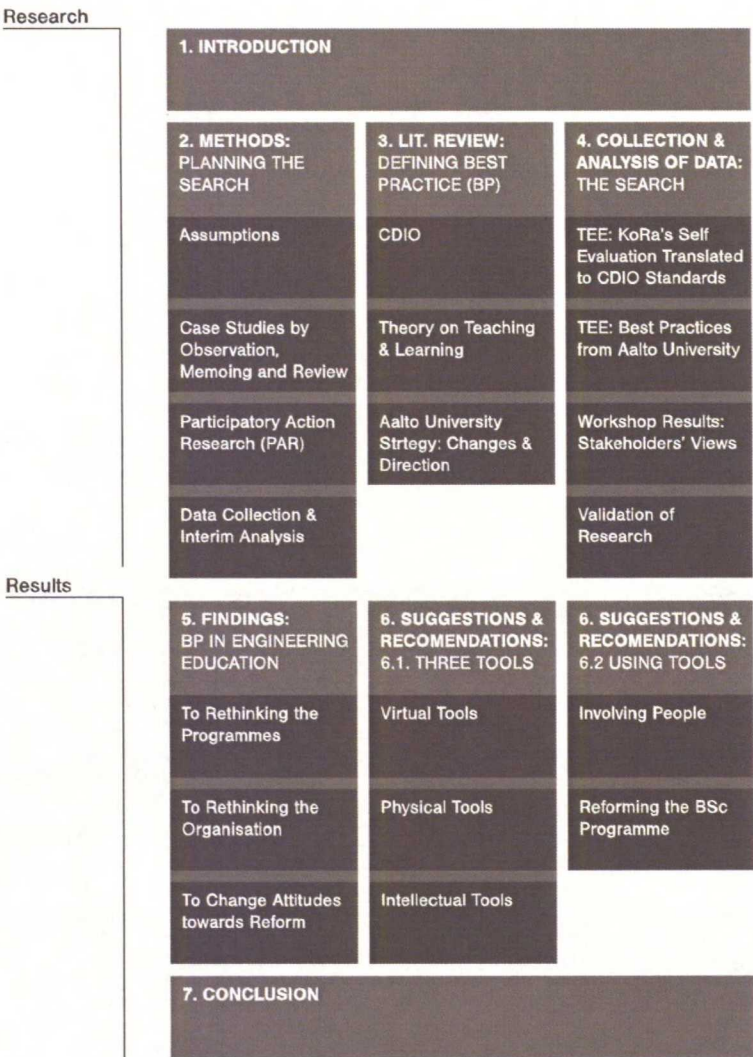 Research
1. INTRODUCTION
2. METHODS:
PLANNING THE
SEARCH
Assumptions
Case Studies by
Observation,
Memoing and Review
Participatory Action
Research (PAR)
Data Collection &
Interim Analysis
3. LIT. REVIEW:
DEFINING BEST
PRACTICE (BP)
CDIO
Theory on Teaching
& Learning
Aalto University
Strtegy: Changes &
Direction
4. COLLECTION &
ANALYSIS OF DATA:
THE SEARCH
TEE: KoRa's Self
Evaluation Translated
to CDIO Standards
TEE: Best Practices
from Aalto University
Workshop Results:
Stakeholders' Views
Validation of
Research
Results
5. FINDINGS:
BP IN ENGINEERING
EDUCATION
To Rethinking the
Programmes
To Rethinking the
Organisation
To Change Attitudes
towards Reform
6. SUGGESTIONS &
RECOMENDATIONS:
6.1. THREE TOOLS
Virtual Tools
Physical Tools
Intellectual Tools
6. SUGGESTIONS &
RECOMENDATIONS:
6.2 USING TOOLS
Involving People
Reforming the BSc
Programme
7. CONCLUSION